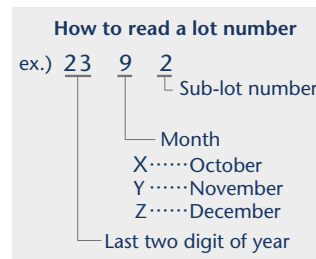 How to read a lot number
ex.) 23 9 2
Sub-lot number
Month
X……October
Y……November
Z……December
Last two digit of year